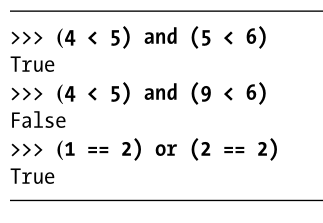 >>> (4 < 5) and (5 < 6)
True
>>> (4 < 5) and (9 < 6)
False
>>> (1 == 2) or (2 == 2)
True